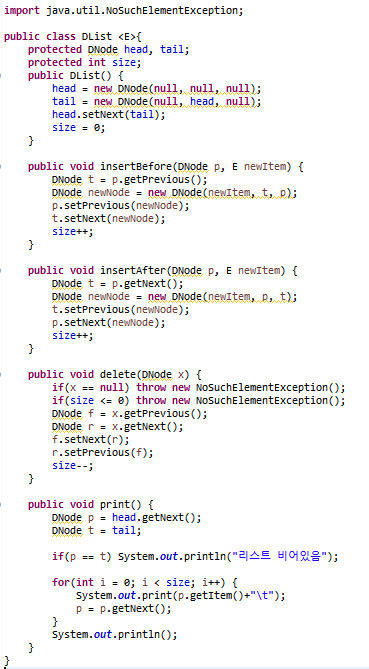 import java.util.NoSuchElementException;

public class DList <E>{
    protected DNode head, tail;
    protected int size;
    public DList() {
        head = new DNode(null, null, null);
        tail = new DNode(null, head, null);
        head.setNext(tail);
        size = 0;
    }

    public void insertBefore(DNode p, E newItem) {
        DNode t = p.getPrevious();
        DNode newNode = new DNode(newItem, t, p);
        p.setPrevious(newNode);
        t.setNext(newNode);
        size++;
    }

    public void insertAfter(DNode p, E newItem) {
        DNode t = p.getNext();
        DNode newNode = new DNode(newItem, p, t);
        t.setPrevious(newNode);
        p.setNext(newNode);
        size++;
    }

    public void delete(DNode x) {
        if(x == null) throw new NoSuchElementException();
        if(size <= 0) throw new NoSuchElementException();
        DNode f = x.getPrevious();
        DNode r = x.getNext();
        f.setNext(r);
        r.setPrevious(f);
        size--;
    }

    public void print() {
        DNode p = head.getNext();
        DNode t = tail;

        if(p == t) System.out.println("리스트 비어있음");

        for(int i = 0; i < size; i++) {
            System.out.print(p.getItem()+"\t");
            p = p.getNext();
        }
        System.out.println();
    }
}